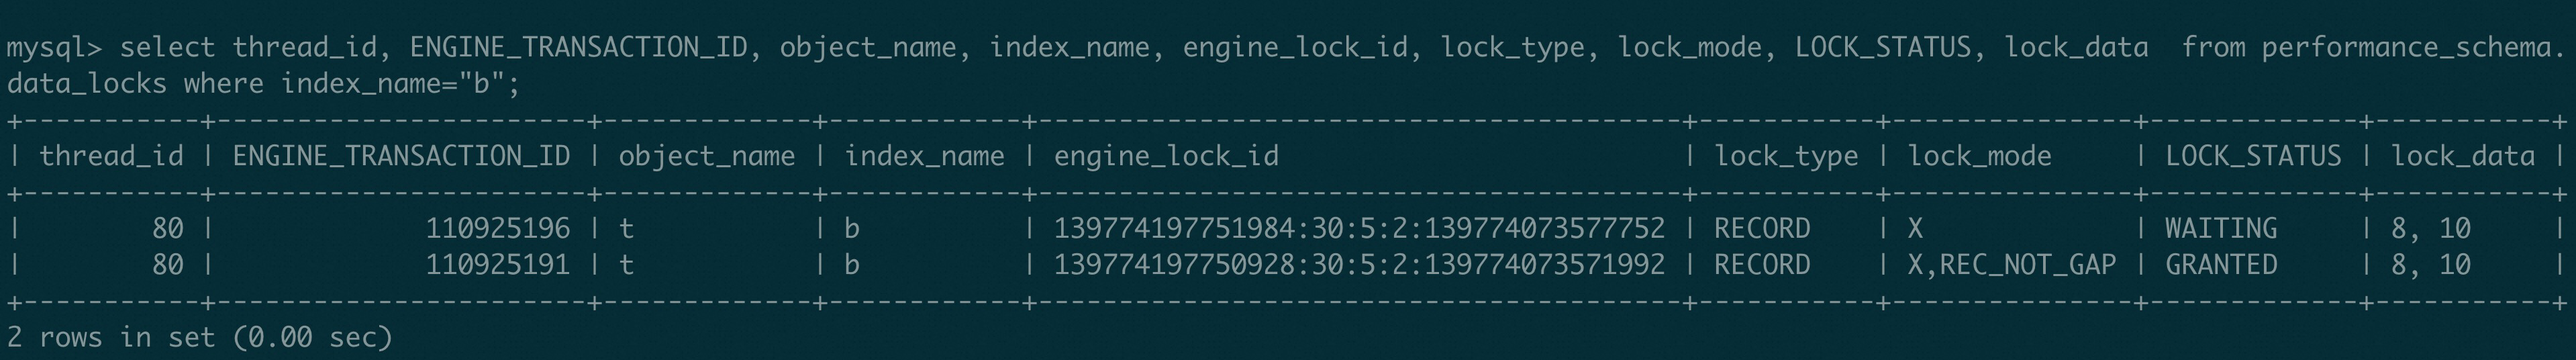 mysql> select thread_id, ENGINE_TRANSACTION_ID, object_name, index_name, engine_lock_id, lock_type, lock_mode, LOCK_STATUS, lock_data  from performance_schema.
data_locks where index_name="b";
+-----------+-----------------------+-------------+------------+----------------------------------------+-----------+---------------+-------------+-----------+
| thread_id | ENGINE_TRANSACTION_ID | object_name | index_name | engine_lock_id                         | lock_type | lock_mode     | LOCK_STATUS | lock_data |
+-----------+-----------------------+-------------+------------+----------------------------------------+-----------+---------------+-------------+-----------+
|        80 |             110925196 | t           | b          | 139774197751984:30:5:2:139774073577752 | RECORD    | X             | WAITING     | 8, 10     |
|        80 |             110925191 | t           | b          | 139774197750928:30:5:2:139774073571992 | RECORD    | X,REC_NOT_GAP | GRANTED     | 8, 10     |
+-----------+-----------------------+-------------+------------+----------------------------------------+-----------+---------------+-------------+-----------+
2 rows in set (0.00 sec)